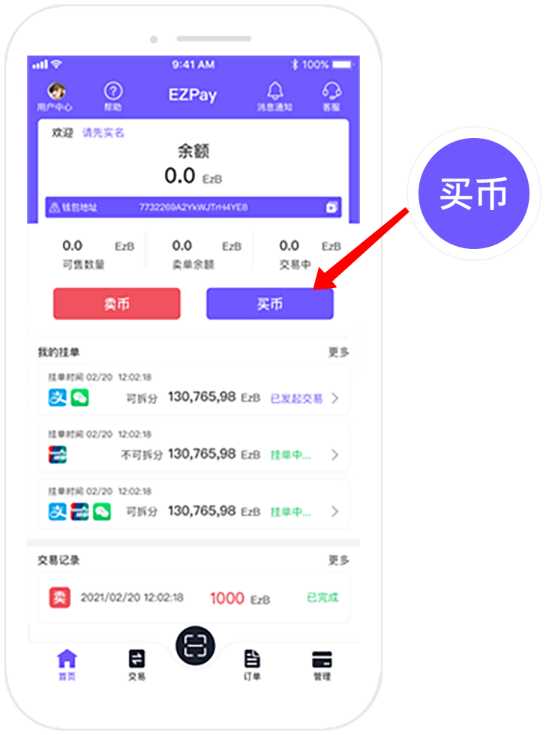 9:41 AM 100%
用户中心 帮助 EZPay 消息通知 客服
欢迎 请先实名
余额
0.0 EzB
钱包地址 7732269A2YkWJTrH4YE8
买币
0.0 EzB 0.0 EzB 0.0 EzB
可售数量 卖单余额 交易中
卖币 买币
我的挂单 更多
挂单时间 02/20 12:02:18
可拆分 130,765,98 EzB 已发起交易
挂单时间 02/20 12:02:18
不可拆分 130,765,98 EzB 挂单中...
挂单时间 02/20 12:02:18
可拆分 130,765,98 EzB 挂单中...
交易记录 更多
卖 2021/02/20 12:02:18 1000 EzB 已完成
首页 交易 订单 管理